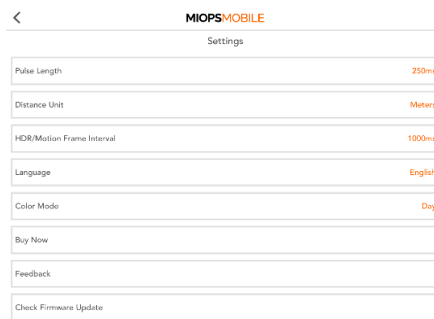 MIOPSMOBILE
Settings
Pulse Length 250m
Distance Unit Meters
HDR/Motion Frame Interval 1000m
Language English
Color Mode Day
Buy Now
Feedback
Check Firmware Update